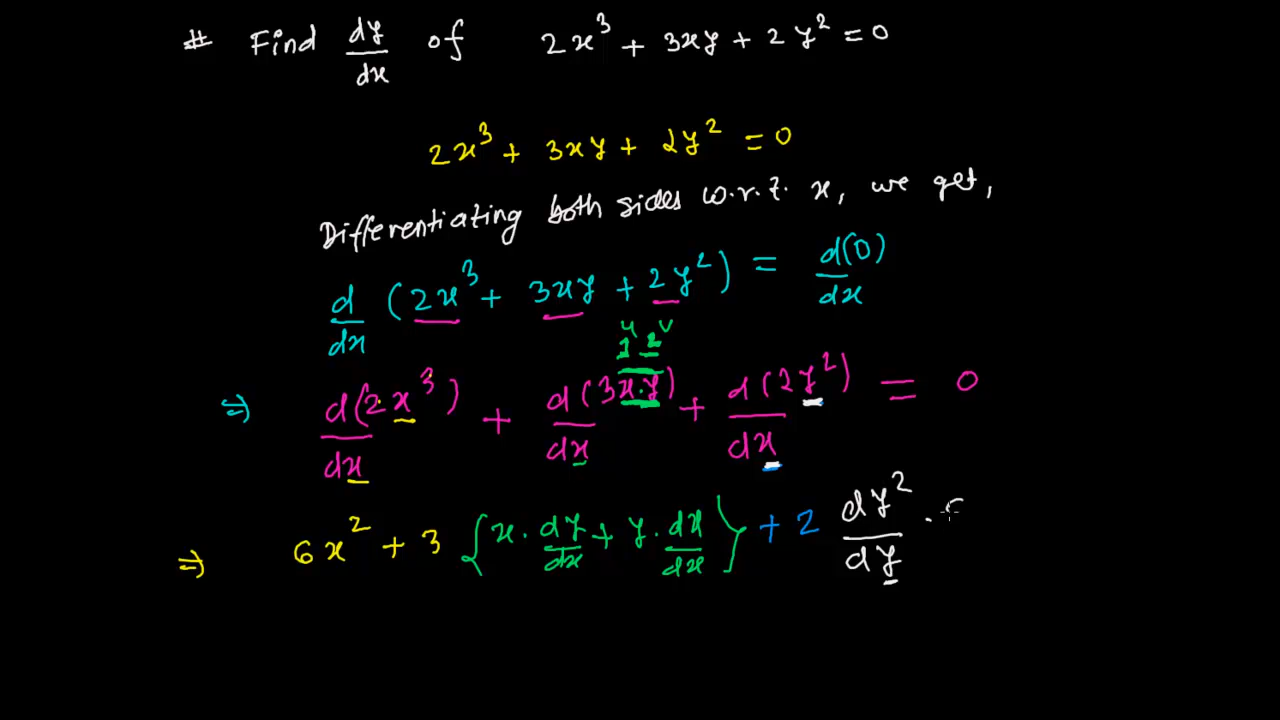 # Find dy/dx of 2x³ + 3xy + 2y² = 0
2x³ + 3xy + 2y² = 0
Differentiating both sides w.r.t. x, we get,
d/dx (2x³ + 3xy + 2y²) = d(0)/dx
u v
1 2
⇒ d(2x³)/dx + d(3x·y)/dx + d(2y²)/dx = 0
⇒ 6x² + 3 {x · dy/dx + y · dx/dx} + 2 dy²/dy ·